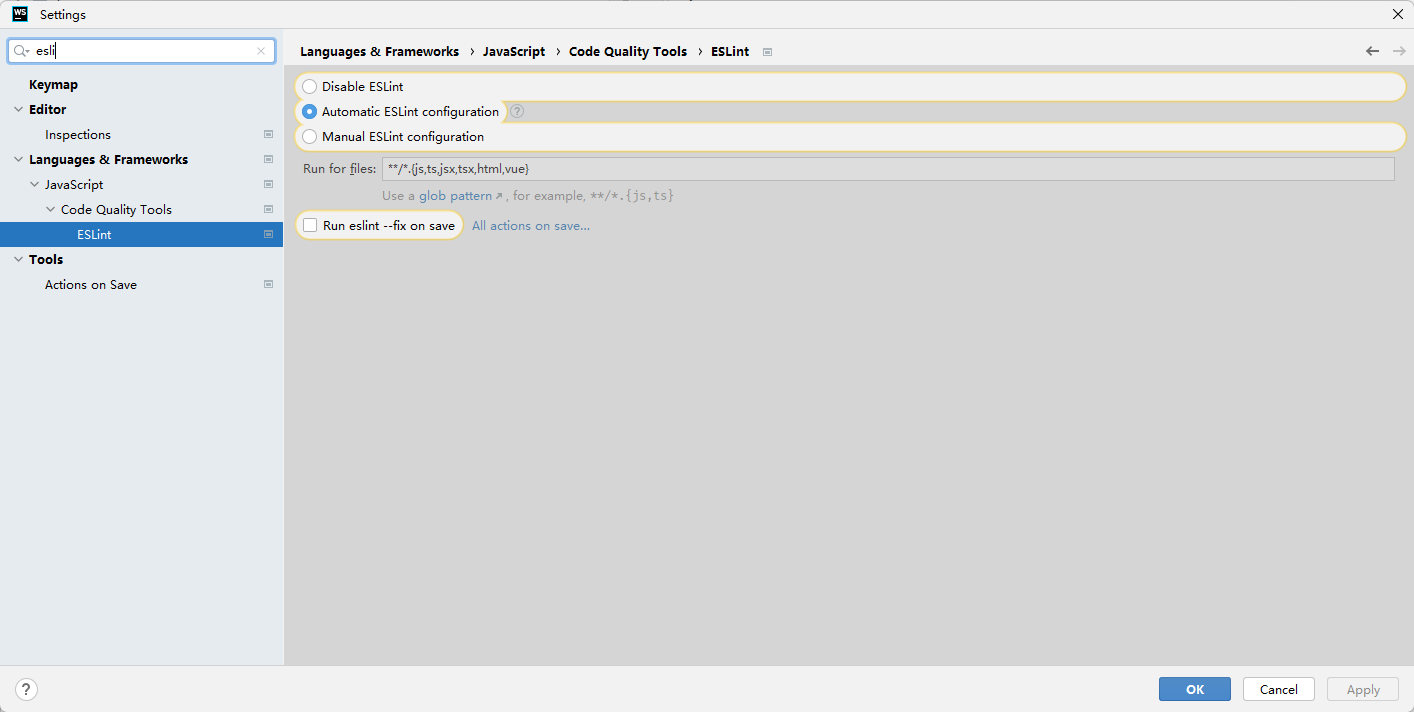 WS Settings
esli
Languages & Frameworks › JavaScript › Code Quality Tools › ESLint
Keymap
Editor
Inspections
Languages & Frameworks
JavaScript
Code Quality Tools
ESLint
Tools
Actions on Save
Disable ESLint
Automatic ESLint configuration ?
Manual ESLint configuration
Run for files: **/*.{js,ts,jsx,tsx,html,vue}
Use a glob pattern ↗, for example, **/*.{js,ts}
Run eslint --fix on save All actions on save...
? OK Cancel Apply